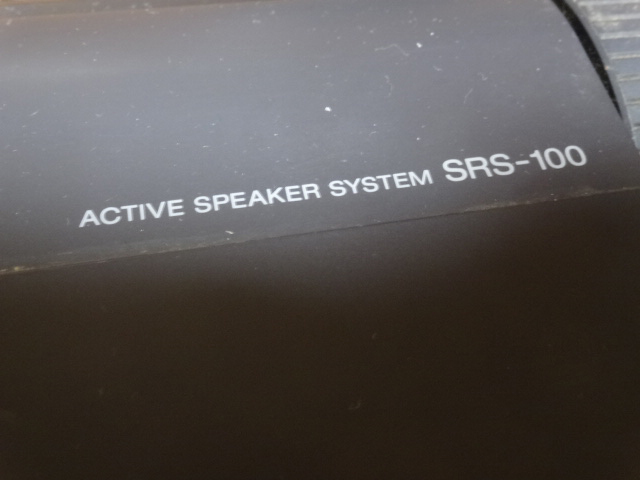 ACTIVE SPEAKER SYSTEM SRS-100